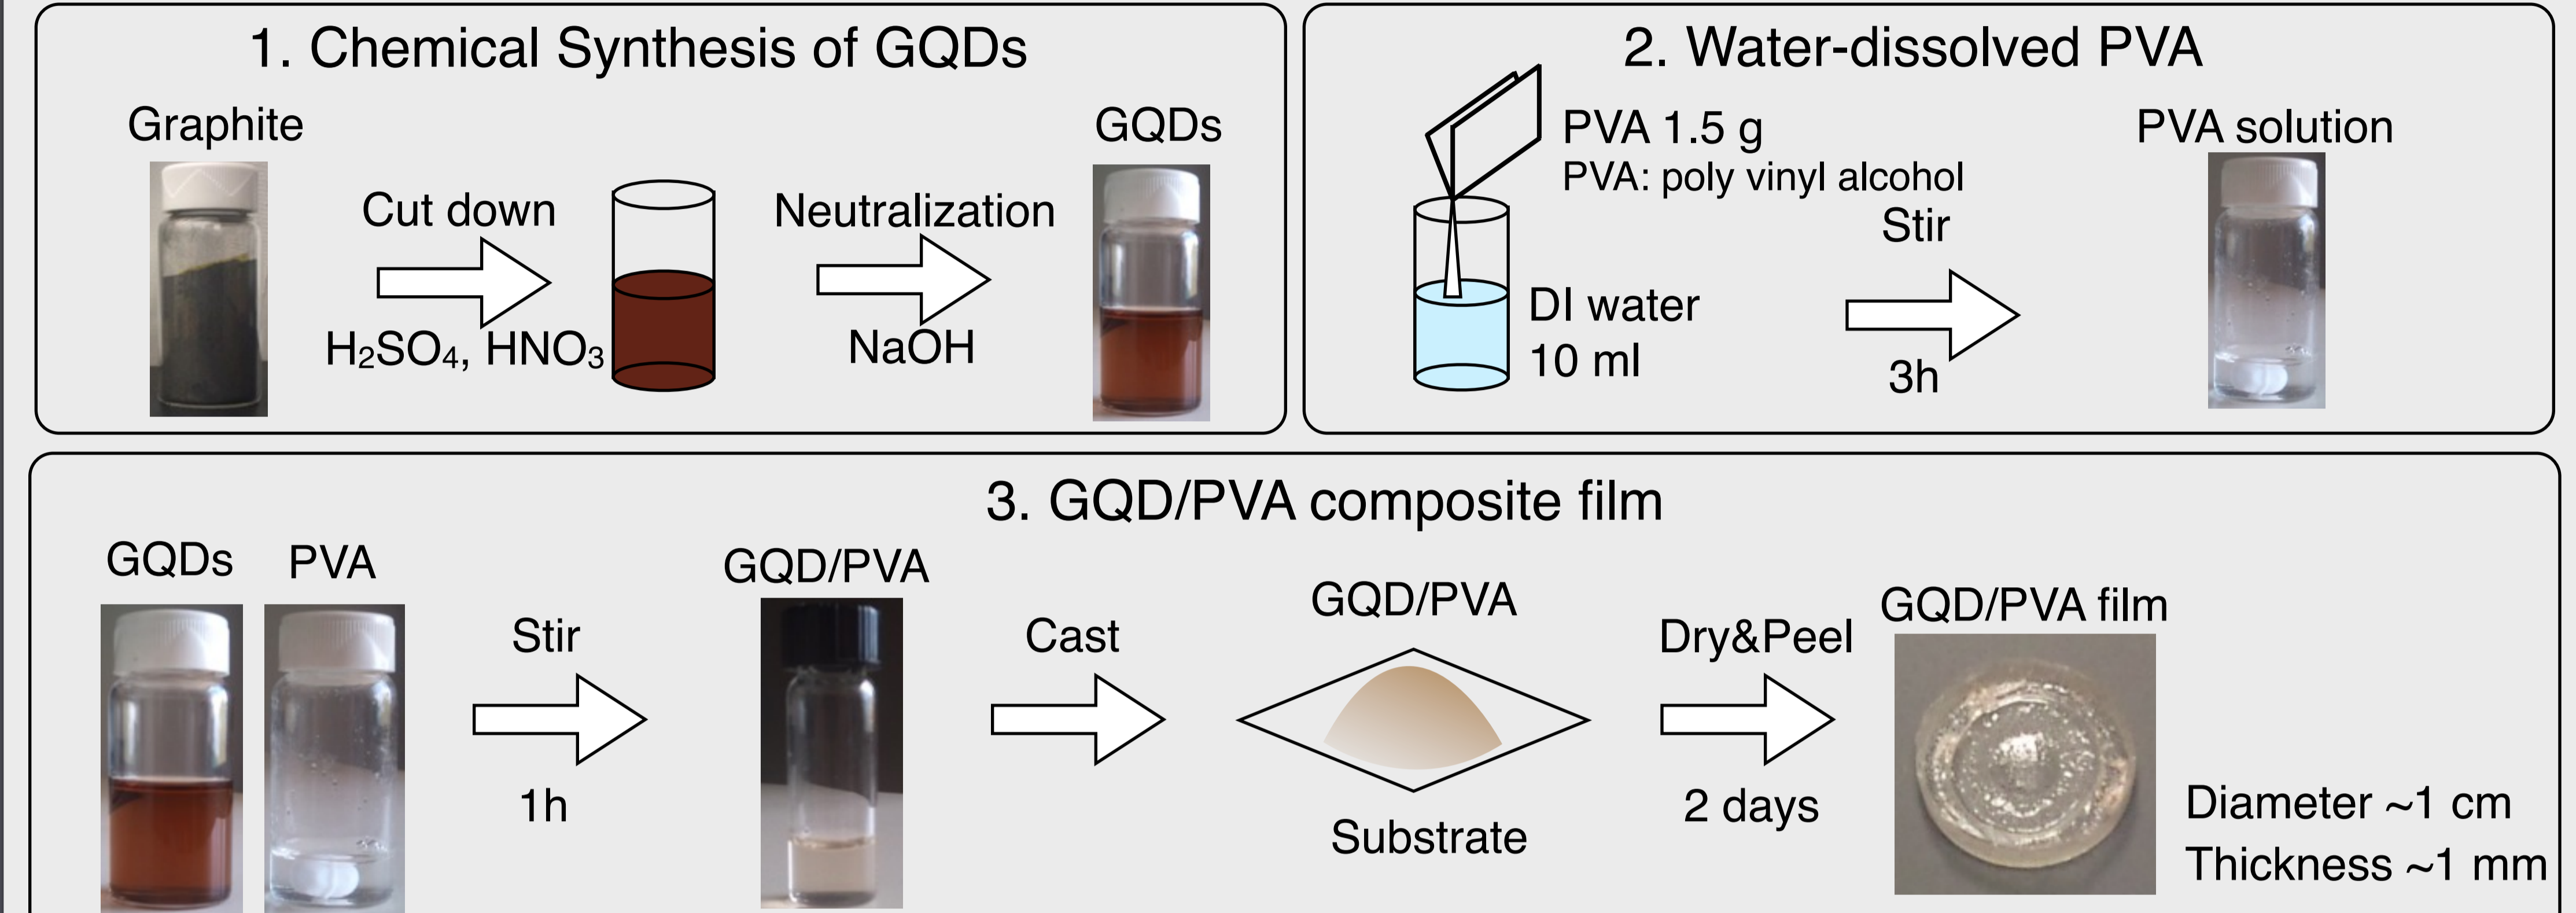 1. Chemical Synthesis of GQDs
Graphite
Cut down
H₂SO₄, HNO₃
Neutralization
NaOH
GQDs
2. Water-dissolved PVA
PVA 1.5 g
PVA: poly vinyl alcohol
DI water
10 ml
Stir
3h
PVA solution
3. GQD/PVA composite film
GQDs
PVA
Stir
1h
GQD/PVA
Cast
GQD/PVA
Substrate
Dry&Peel
2 days
GQD/PVA film
Diameter ~1 cm
Thickness ~1 mm